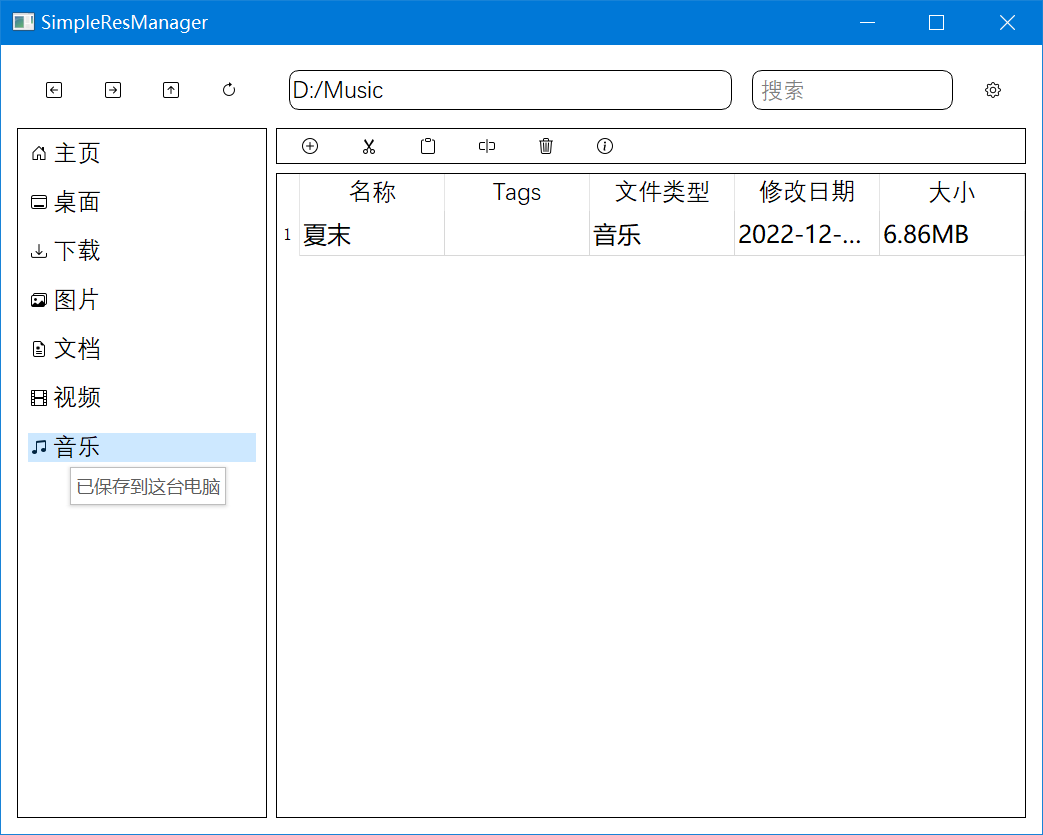 SimpleResManager
D:/Music
搜索
主页
桌面
下载
图片
文档
视频
音乐
已保存到这台电脑
名称 Tags 文件类型 修改日期 大小
1 夏末 音乐 2022-12-... 6.86MB